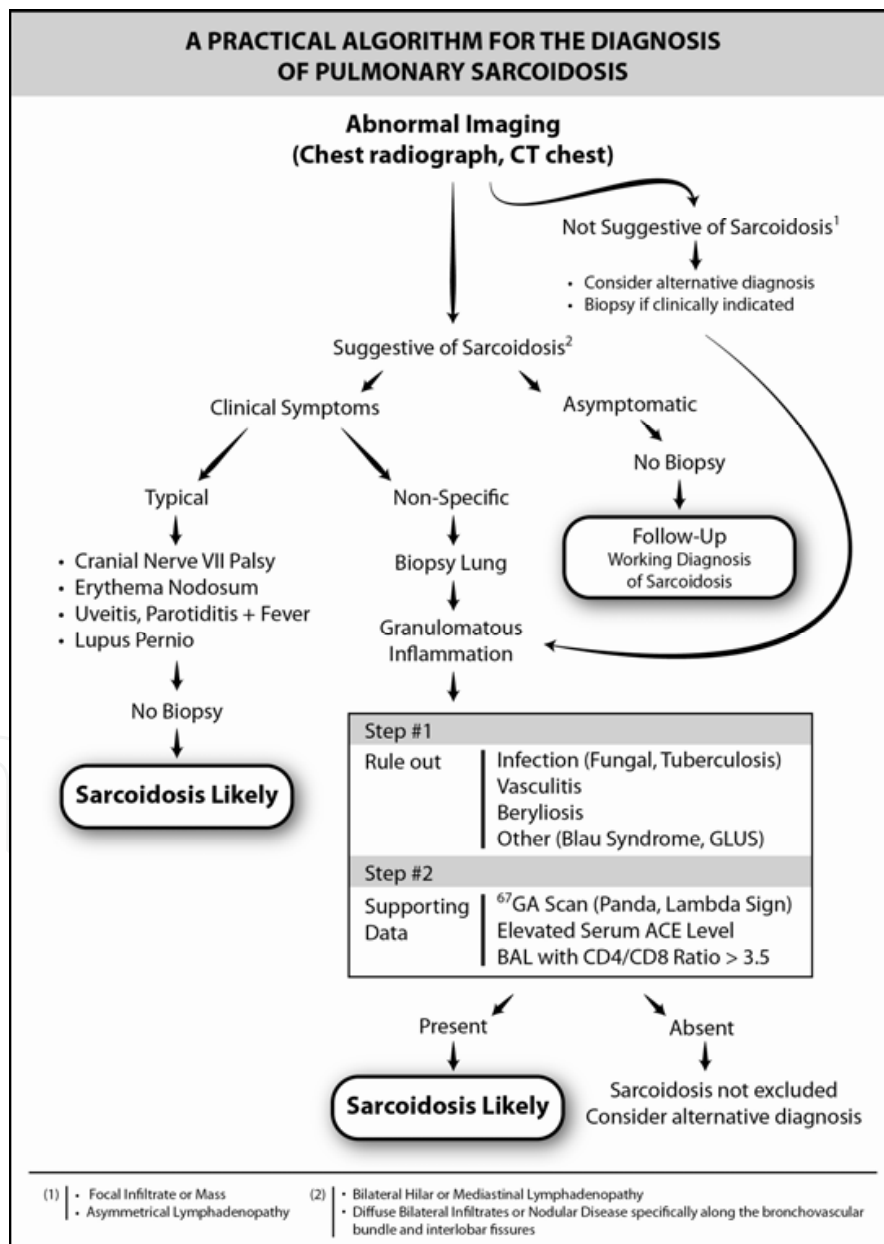 A PRACTICAL ALGORITHM FOR THE DIAGNOSIS
OF PULMONARY SARCOIDOSIS
Abnormal Imaging
(Chest radiograph, CT chest)
Not Suggestive of Sarcoidosis1
• Consider alternative diagnosis
• Biopsy if clinically indicated
Suggestive of Sarcoidosis2
Clinical Symptoms
Asymptomatic
No Biopsy
Follow-Up
Working Diagnosis
of Sarcoidosis
Typical
Non-Specific
• Cranial Nerve VII Palsy
• Erythema Nodosum
• Uveitis, Parotiditis + Fever
• Lupus Pernio
No Biopsy
Sarcoidosis Likely
Biopsy Lung
Granulomatous
Inflammation
Step #1
Rule out
Infection (Fungal, Tuberculosis)
Vasculitis
Beryliosis
Other (Blau Syndrome, GLUS)
Step #2
Supporting
Data
67GA Scan (Panda, Lambda Sign)
Elevated Serum ACE Level
BAL with CD4/CD8 Ratio > 3.5
Present
Absent
Sarcoidosis Likely
Sarcoidosis not excluded
Consider alternative diagnosis
(1) • Focal Infiltrate or Mass
• Asymmetrical Lymphadenopathy
(2) • Bilateral Hilar or Mediastinal Lymphadenopathy
• Diffuse Bilateral Infiltrates or Nodular Disease specifically along the bronchovascular
bundle and interlobar fissures